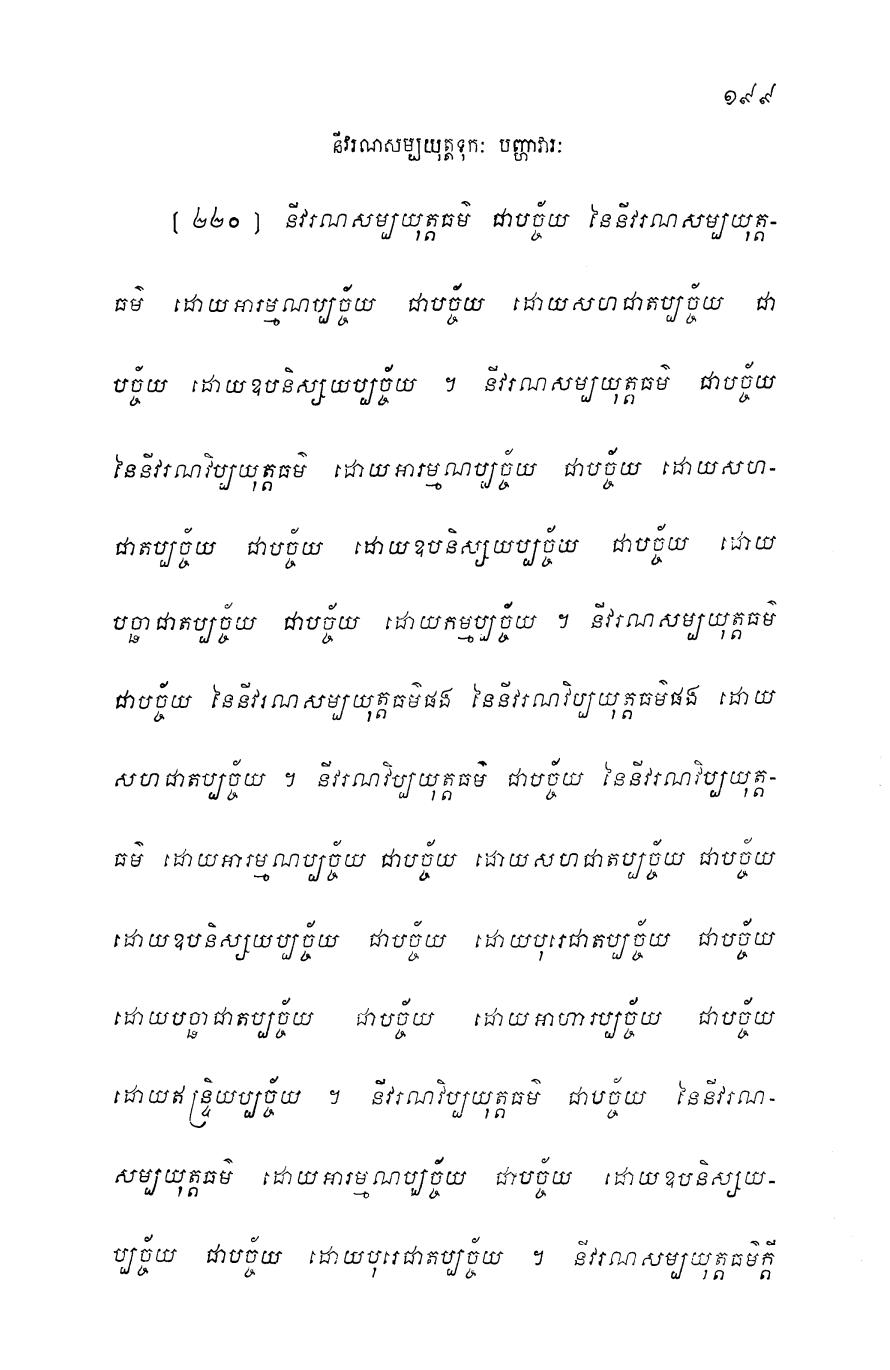 ១៩៩
នីវរណសម្បយុត្តទុកៈ បញ្ហាវារៈ
[ ២២០ ] នីវរណសម្បយុត្តធម៌ ជាបច្ច័យ នៃនីវរណសម្បយុត្ត-
ធម៌ ដោយអារម្មណប្បច្ច័យ ជាបច្ច័យ ដោយសហជាតប្បច្ច័យ ជា
បច្ច័យ ដោយឧបនិស្សយប្បច្ច័យ ។ នីវរណសម្បយុត្តធម៌ ជាបច្ច័យ
នៃនីវរណវិប្បយុត្តធម៌ ដោយអារម្មណប្បច្ច័យ ជាបច្ច័យ ដោយសហ-
ជាតប្បច្ច័យ ជាបច្ច័យ ដោយឧបនិស្សយប្បច្ច័យ ជាបច្ច័យ ដោយ
បច្ឆាជាតប្បច្ច័យ ជាបច្ច័យ ដោយកម្មប្បច្ច័យ ។ នីវរណសម្បយុត្តធម៌
ជាបច្ច័យ នៃនីវរណសម្បយុត្តធម៌ផង នៃនីវរណវិប្បយុត្តធម៌ផង ដោយ
សហជាតប្បច្ច័យ ។ នីវរណវិប្បយុត្តធម៌ ជាបច្ច័យ នៃនីវរណវិប្បយុត្ត-
ធម៌ ដោយអារម្មណប្បច្ច័យ ជាបច្ច័យ ដោយសហជាតប្បច្ច័យ ជាបច្ច័យ
ដោយឧបនិស្សយប្បច្ច័យ ជាបច្ច័យ ដោយបុរេជាតប្បច្ច័យ ជាបច្ច័យ
ដោយបច្ឆាជាតប្បច្ច័យ ជាបច្ច័យ ដោយអាហារប្បច្ច័យ ជាបច្ច័យ
ដោយឥន្ទ្រិយប្បច្ច័យ ។ នីវរណវិប្បយុត្តធម៌ ជាបច្ច័យ នៃនីវរណ-
សម្បយុត្តធម៌ ដោយអារម្មណប្បច្ច័យ ជាបច្ច័យ ដោយឧបនិស្សយ-
ប្បច្ច័យ ជាបច្ច័យ ដោយបុរេជាតប្បច្ច័យ ។ នីវរណសម្បយុត្តធម៌ក្តី